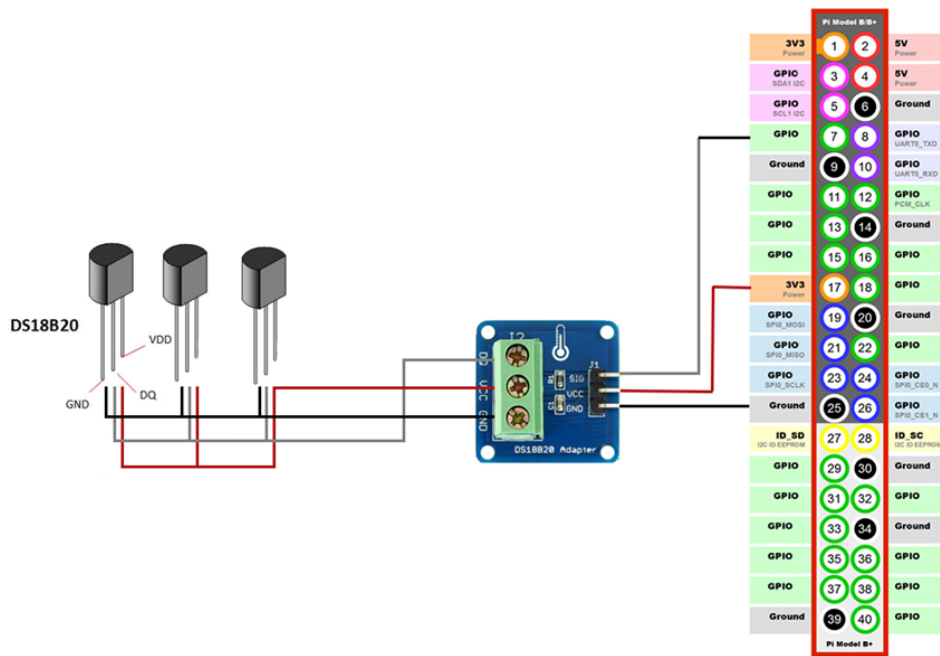 Pi Model B/B+
3V3 1 2 5V
Power Power
GPIO 3 4 5V
SDA1 I2C Power
GPIO 5 6 Ground
SCL1 I2C
GPIO 7 8 GPIO
UART0_TXD
Ground 9 10 GPIO
UART0_RXD
GPIO 11 12 GPIO
PCM_CLK
GPIO 13 14 Ground
GPIO 15 16 GPIO
3V3 17 18 GPIO
Power
GPIO 19 20 Ground
SPI0_MOSI
GPIO 21 22 GPIO
SPI0_MISO
GPIO 23 24 GPIO
SPI0_SCLK SPI0_CE0_N
Ground 25 26 GPIO
SPI0_CE1_N
ID_SD 27 28 ID_SC
I2C ID EEPROM I2C ID EEPROM
GPIO 29 30 Ground
GPIO 31 32 GPIO
GPIO 33 34 Ground
GPIO 35 36 GPIO
GPIO 37 38 GPIO
Ground 39 40 GPIO
Pi Model B+
DS18B20
VDD
DQ
GND
J2
DQ
VCC
GND
R1
C1
J1
SIG
VCC
GND
DS18B20 Adapter